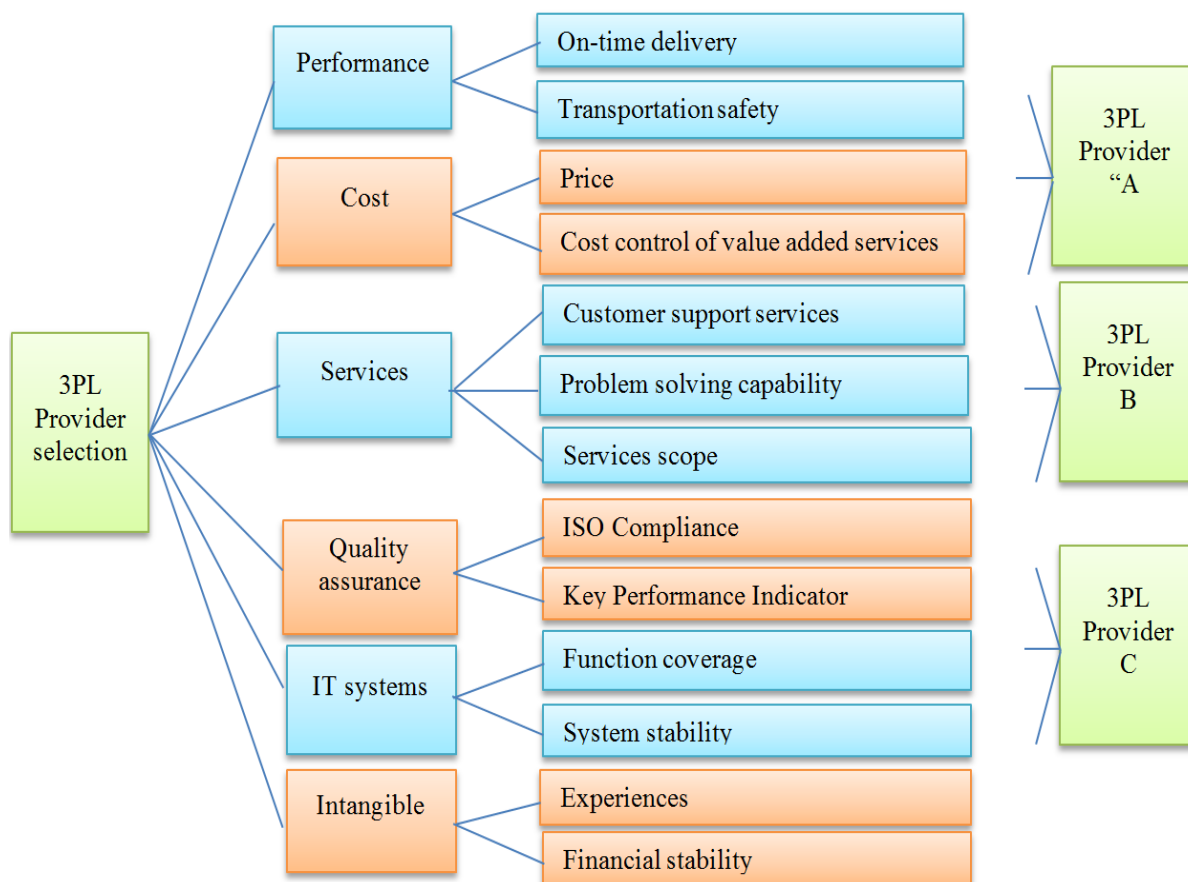 3PL
Provider
selection
Performance
On-time delivery
Transportation safety
Cost
Price
Cost control of value added services
Services
Customer support services
Problem solving capability
Services scope
Quality
assurance
ISO Compliance
Key Performance Indicator
IT systems
Function coverage
System stability
Intangible
Experiences
Financial stability
3PL
Provider
“A
3PL
Provider
B
3PL
Provider
C